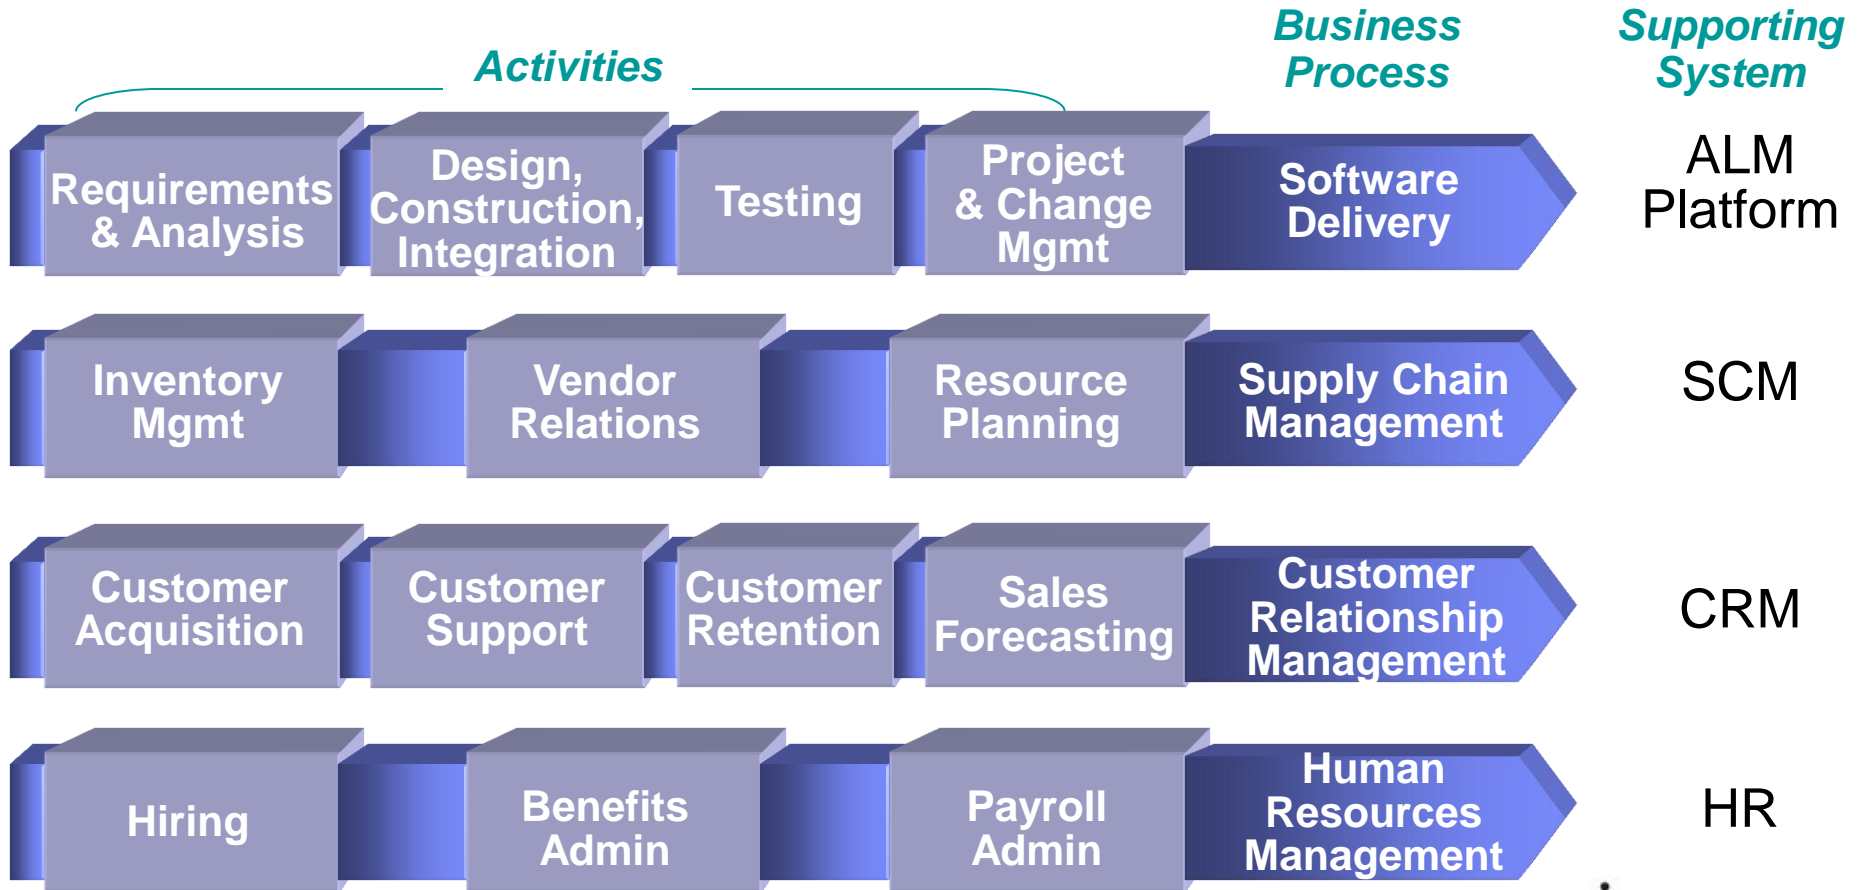 Activities
Business
Process
Supporting
System
Requirements
& Analysis
Design,
Construction,
Integration
Testing
Project
& Change
Mgmt
Software
Delivery
ALM
Platform
Inventory
Mgmt
Vendor
Relations
Resource
Planning
Supply Chain
Management
SCM
Customer
Acquisition
Customer
Support
Customer
Retention
Sales
Forecasting
Customer
Relationship
Management
CRM
Hiring
Benefits
Admin
Payroll
Admin
Human
Resources
Management
HR